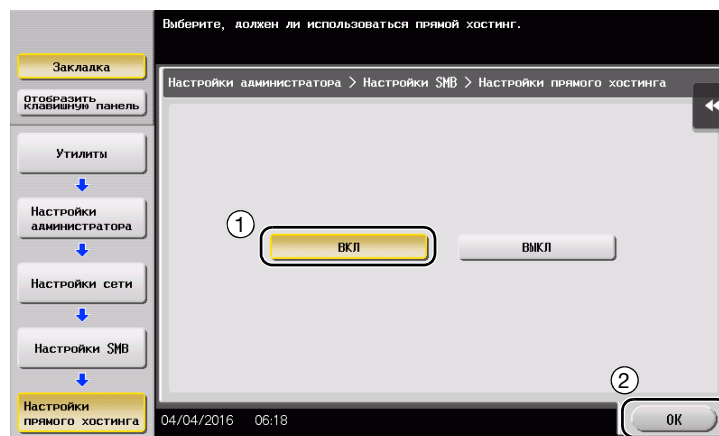 Выберите, должен ли использоваться прямой хостинг.
Закладка
Отобразить
клавишную панель
Настройки администратора > Настройки SMB > Настройки прямого хостинга
Утилиты
Настройки
администратора
1
ВКЛ
ВЫКЛ
Настройки сети
Настройки SMB
2
Настройки
прямого хостинга
04/04/2016 06:18
OK